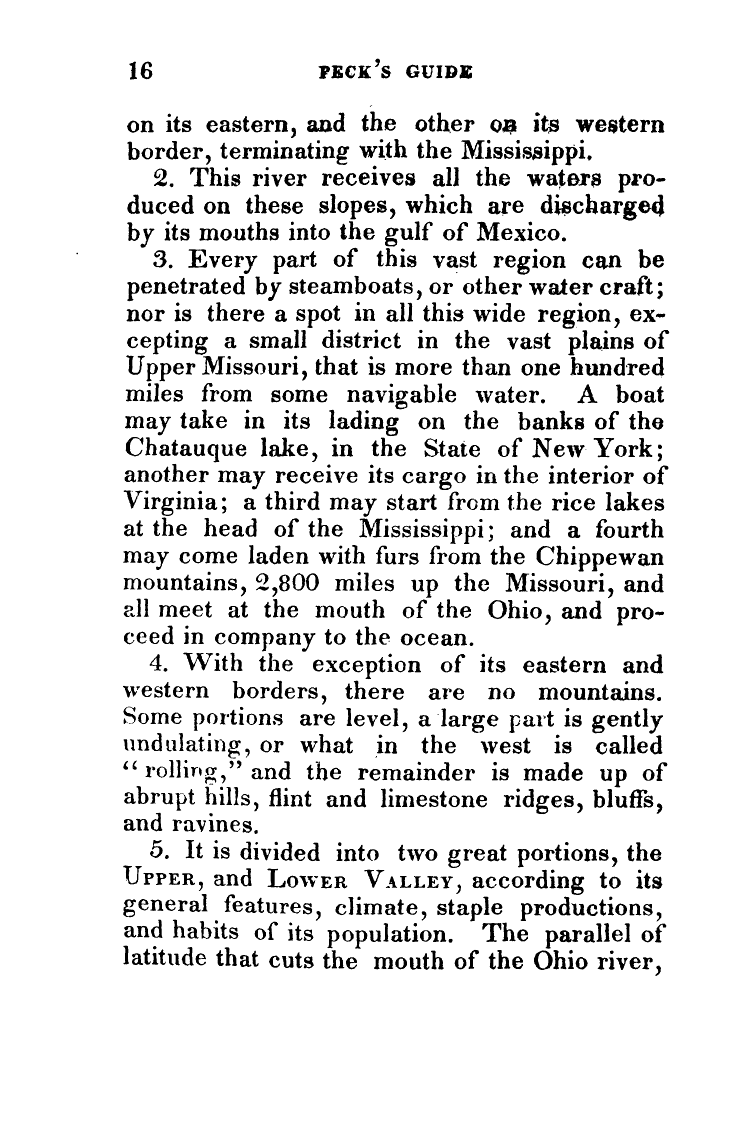 16 PECK'S GUIDE
on its eastern, and the other on its western
border, terminating with the Mississippi.
2. This river receives all the waters pro-
duced on these slopes, which are discharged
by its mouths into the gulf of Mexico.
3. Every part of this vast region can be
penetrated by steamboats, or other water craft;
nor is there a spot in all this wide region, ex-
cepting a small district in the vast plains of
Upper Missouri, that is more than one hundred
miles from some navigable water. A boat
may take in its lading on the banks of the
Chatauque lake, in the State of New York;
another may receive its cargo in the interior of
Virginia; a third may start from the rice lakes
at the head of the Mississippi; and a fourth
may come laden with furs from the Chippewan
mountains, 2,800 miles up the Missouri, and
all meet at the mouth of the Ohio, and pro-
ceed in company to the ocean.
4. With the exception of its eastern and
western borders, there are no mountains.
Some portions are level, a large part is gently
undulating, or what in the west is called
“rolling,” and the remainder is made up of
abrupt hills, flint and limestone ridges, bluffs,
and ravines.
5. It is divided into two great portions, the
UPPER, and LOWER VALLEY, according to its
general features, climate, staple productions,
and habits of its population. The parallel of
latitude that cuts the mouth of the Ohio river,